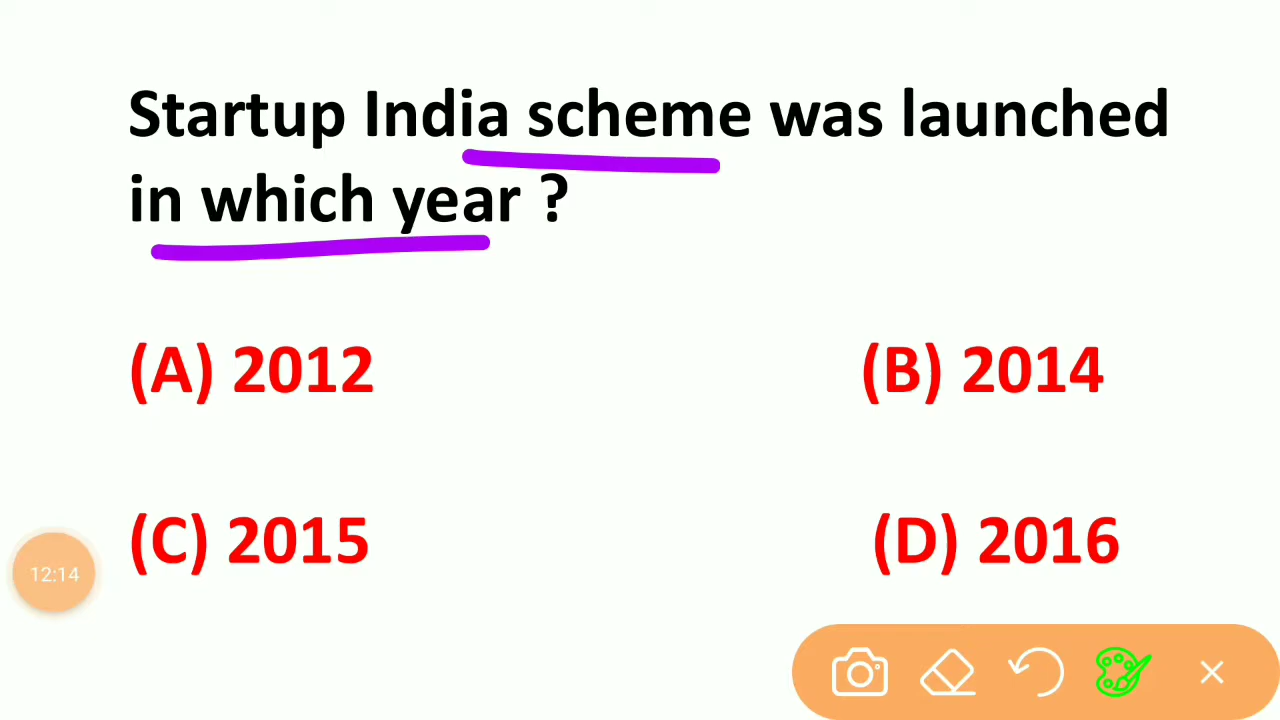 Startup India scheme was launched
in which year ?
(A) 2012
(B) 2014
(C) 2015
(D) 2016
12:14